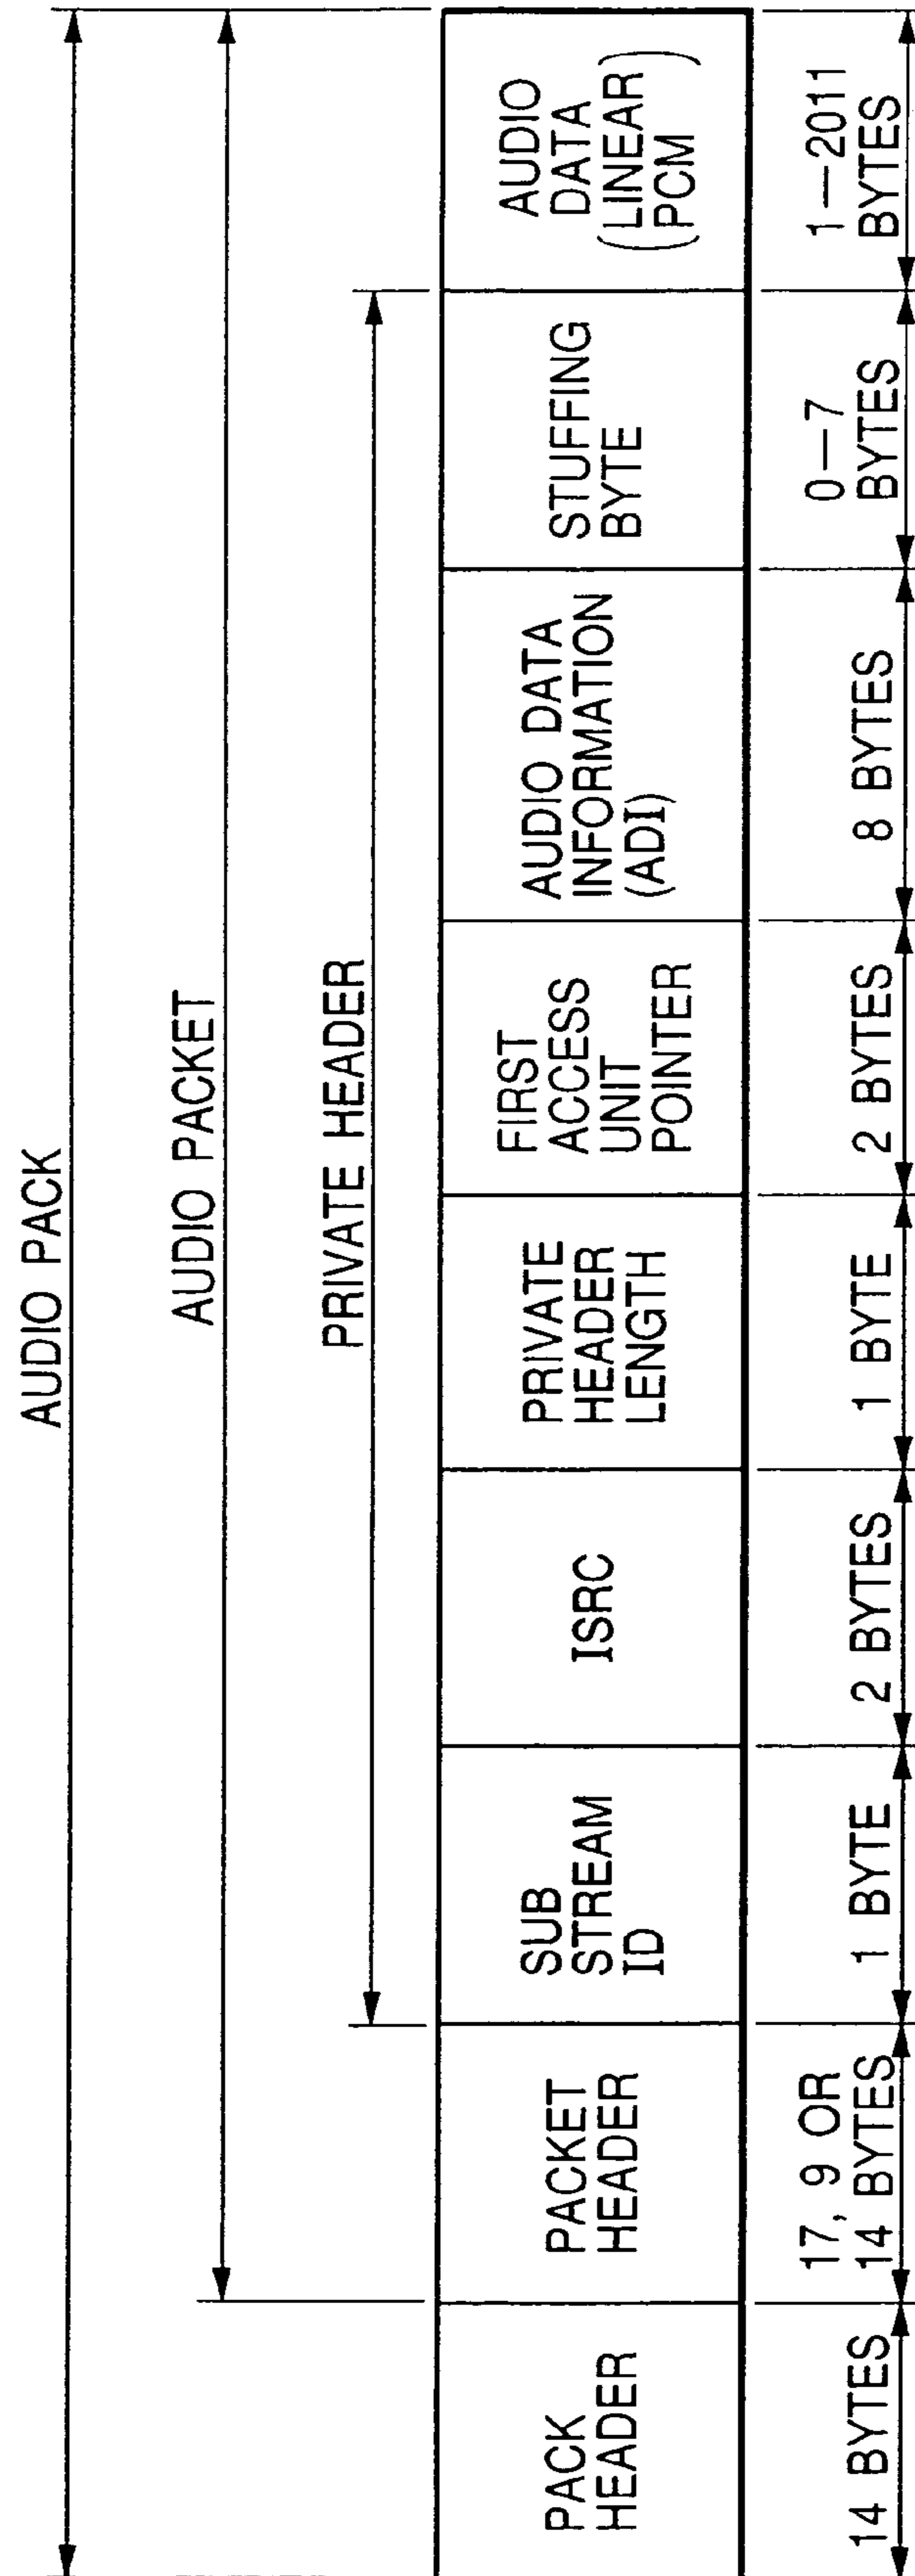 AUDIO PACK
AUDIO PACKET
PRIVATE HEADER
PACK
HEADER
PACKET
HEADER
SUB
STREAM
ID
ISRC
PRIVATE
HEADER
LENGTH
FIRST
ACCESS
UNIT
POINTER
AUDIO DATA
INFORMATION
(ADI)
STUFFING
BYTE
AUDIO
DATA
(LINEAR
PCM)
14 BYTES
17, 9 OR
14 BYTES
1 BYTE
2 BYTES
1 BYTE
2 BYTES
8 BYTES
0—7
BYTES
1—2011
BYTES